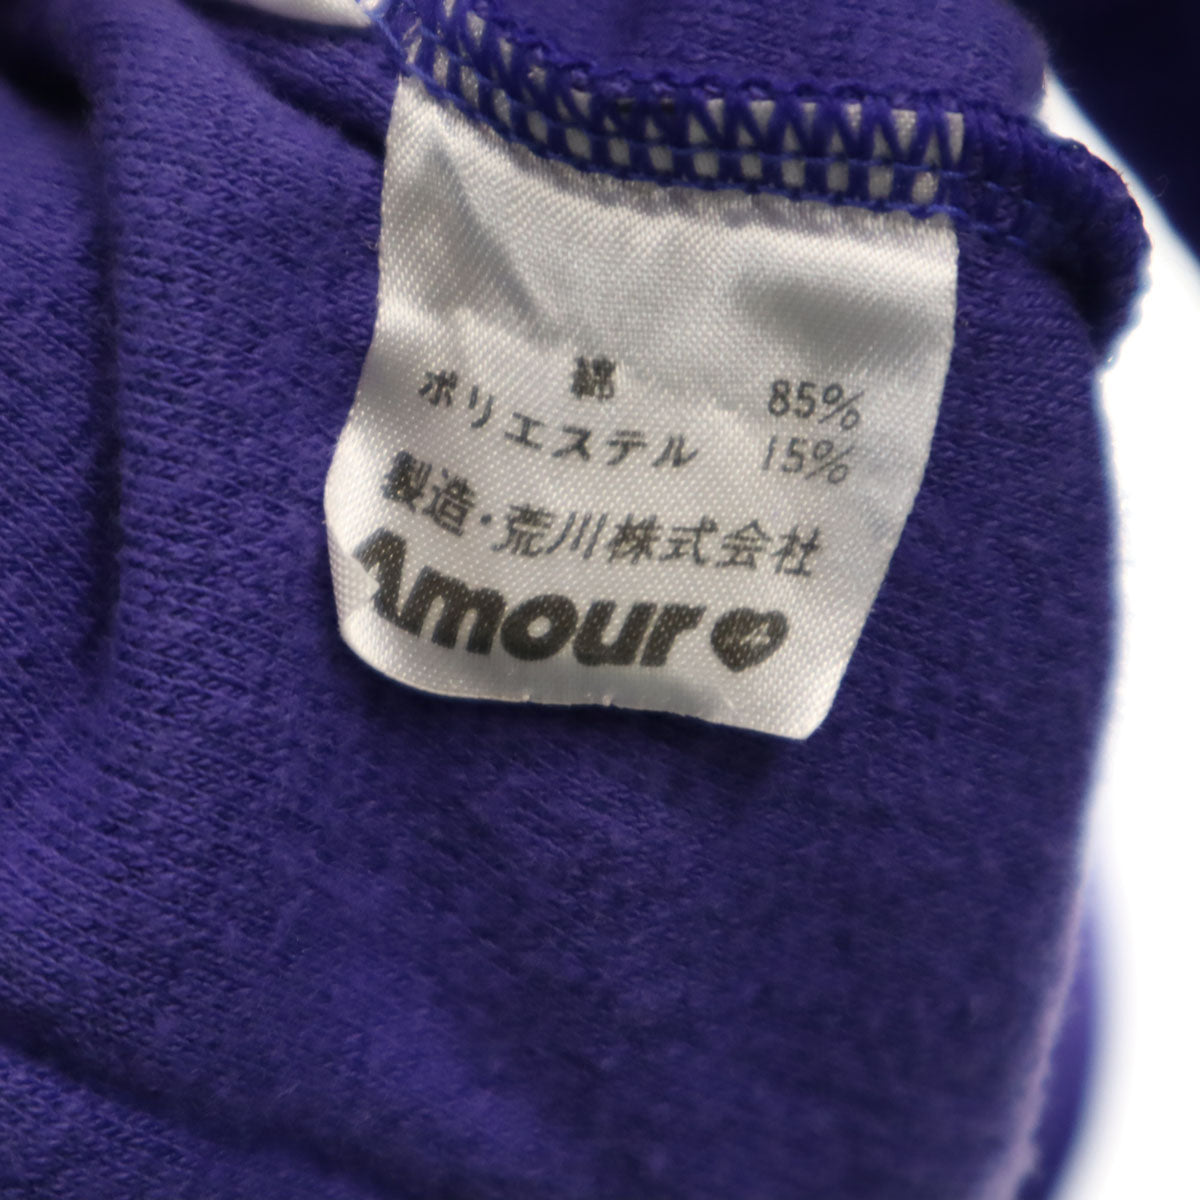 綿 85%
ポリエステル 15%
製造・荒川株式会社
Amour